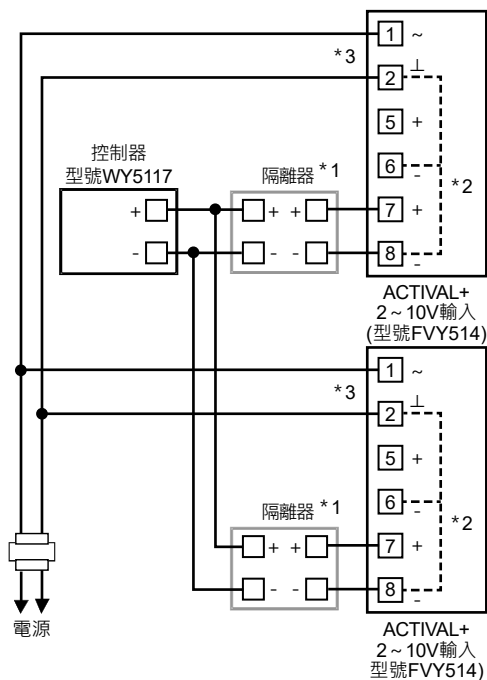 1 ~
*3
2 ⊥
5 +
控制器
型號WY5117
隔離器 *1
6 -
*2
+ + + 7 +
- - - 8 -
ACTIVAL+
2～10V輸入
(型號FVY514)
1 ~
*3
2 ⊥
5 +
6 -
隔離器 *1
*2
+ + 7 +
- - 8 -
電源
ACTIVAL+
2～10V輸入
型號FVY514)